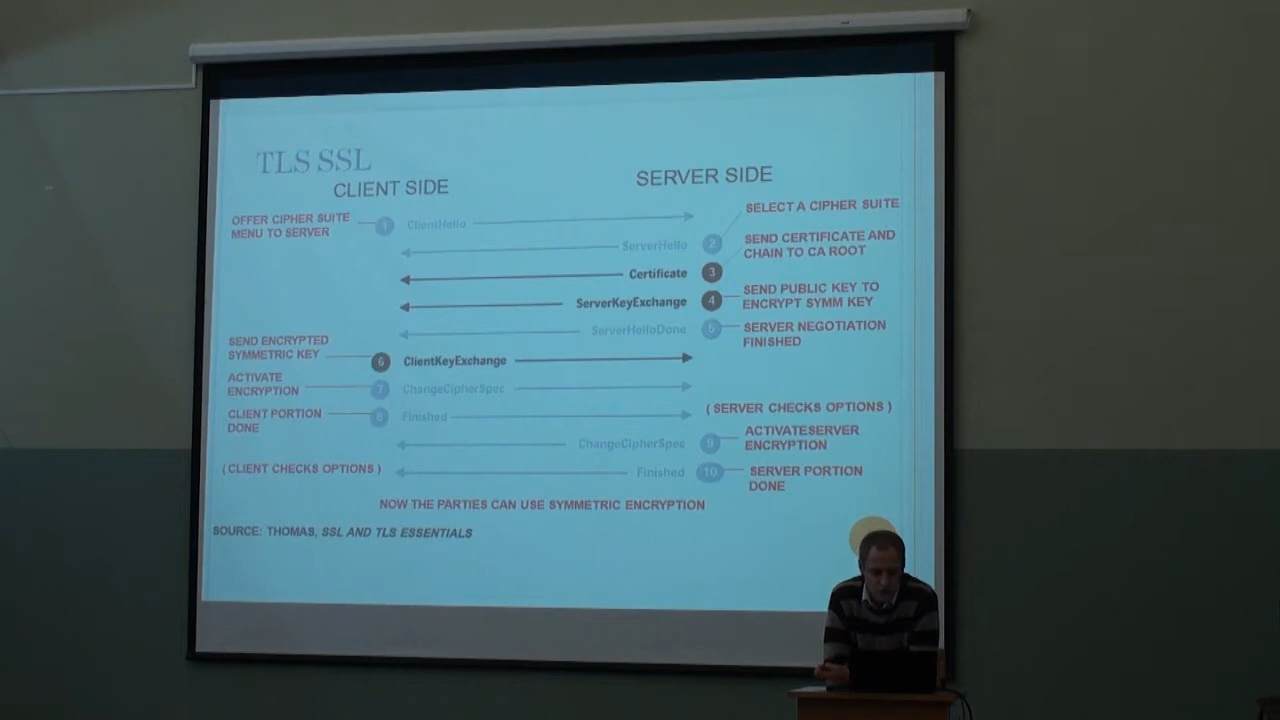 TLS SSL
CLIENT SIDE
SERVER SIDE
OFFER CIPHER SUITE
MENU TO SERVER
1 ClientHello
SELECT A CIPHER SUITE
ServerHello 2
SEND CERTIFICATE AND
CHAIN TO CA ROOT
Certificate 3
SEND PUBLIC KEY TO
ENCRYPT SYMM KEY
ServerKeyExchange 4
SERVER NEGOTIATION
FINISHED
ServerHelloDone 5
SEND ENCRYPTED
SYMMETRIC KEY
6 ClientKeyExchange
ACTIVATE
ENCRYPTION
7 ChangeCipherSpec
CLIENT PORTION
DONE
8 Finished
( SERVER CHECKS OPTIONS )
ACTIVATE SERVER
ENCRYPTION
ChangeCipherSpec 9
( CLIENT CHECKS OPTIONS )
Finished 10
SERVER PORTION
DONE
NOW THE PARTIES CAN USE SYMMETRIC ENCRYPTION
SOURCE: THOMAS, SSL AND TLS ESSENTIALS